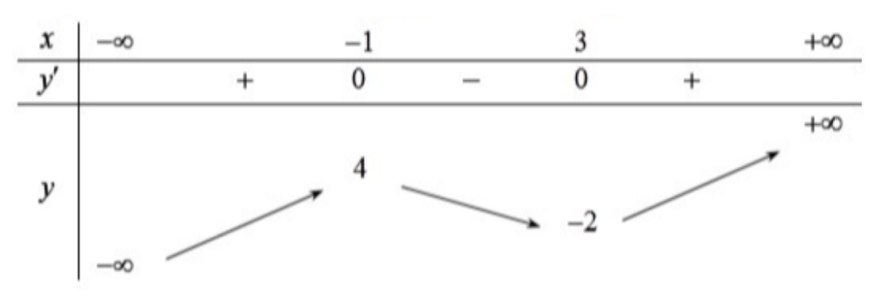 x −∞ −1 3 +∞
y′ + 0 − 0 +
+∞
4
y
−2
−∞